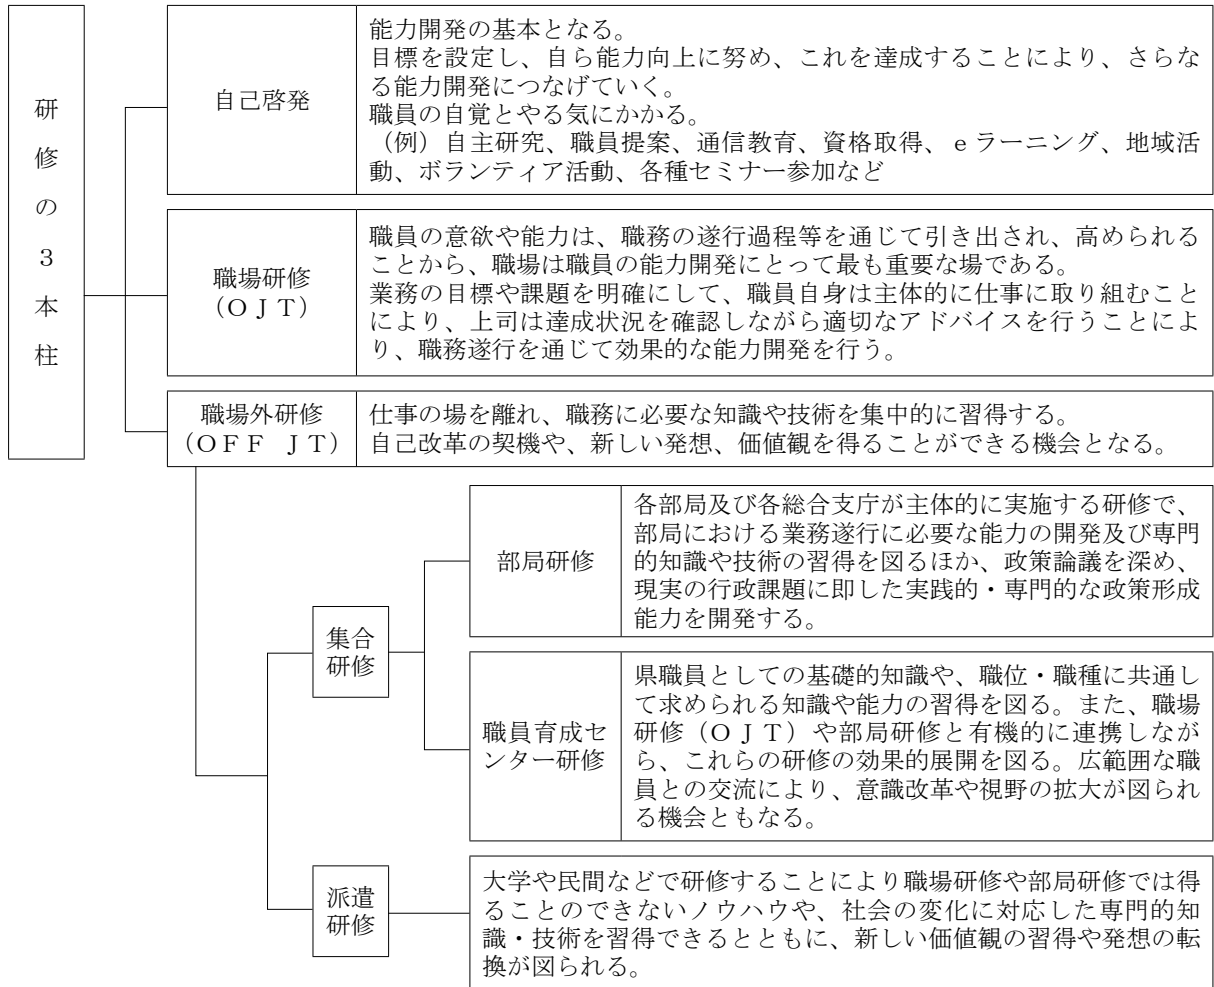 研修の３本柱
自己啓発
能力開発の基本となる。
目標を設定し、自ら能力向上に努め、これを達成することにより、さらな
る能力開発につなげていく。
職員の自覚とやる気にかかる。
（例）自主研究、職員提案、通信教育、資格取得、ｅラーニング、地域活
動、ボランティア活動、各種セミナー参加など
職場研修
（ＯＪＴ）
職員の意欲や能力は、職務の遂行過程等を通じて引き出され、高められる
ことから、職場は職員の能力開発にとって最も重要な場である。
業務の目標や課題を明確にして、職員自身は主体的に仕事に取り組むこと
により、上司は達成状況を確認しながら適切なアドバイスを行うことによ
り、職務遂行を通じて効果的な能力開発を行う。
職場外研修
（ＯＦＦ ＪＴ）
仕事の場を離れ、職務に必要な知識や技術を集中的に習得する。
自己改革の契機や、新しい発想、価値観を得ることができる機会となる。
集合
研修
部局研修
各部局及び各総合支庁が主体的に実施する研修で、
部局における業務遂行に必要な能力の開発及び専門
的知識や技術の習得を図るほか、政策論議を深め、
現実の行政課題に即した実践的・専門的な政策形成
能力を開発する。
職員育成セ
ンター研修
県職員としての基礎的知識や、職位・職種に共通し
て求められる知識や能力の習得を図る。また、職場
研修（ＯＪＴ）や部局研修と有機的に連携しなが
ら、これらの研修の効果的展開を図る。広範囲な職
員との交流により、意識改革や視野の拡大が図られ
る機会ともなる。
派遣
研修
大学や民間などで研修することにより職場研修や部局研修では得
ることのできないノウハウや、社会の変化に対応した専門的知
識・技術を習得できるとともに、新しい価値観の習得や発想の転
換が図られる。